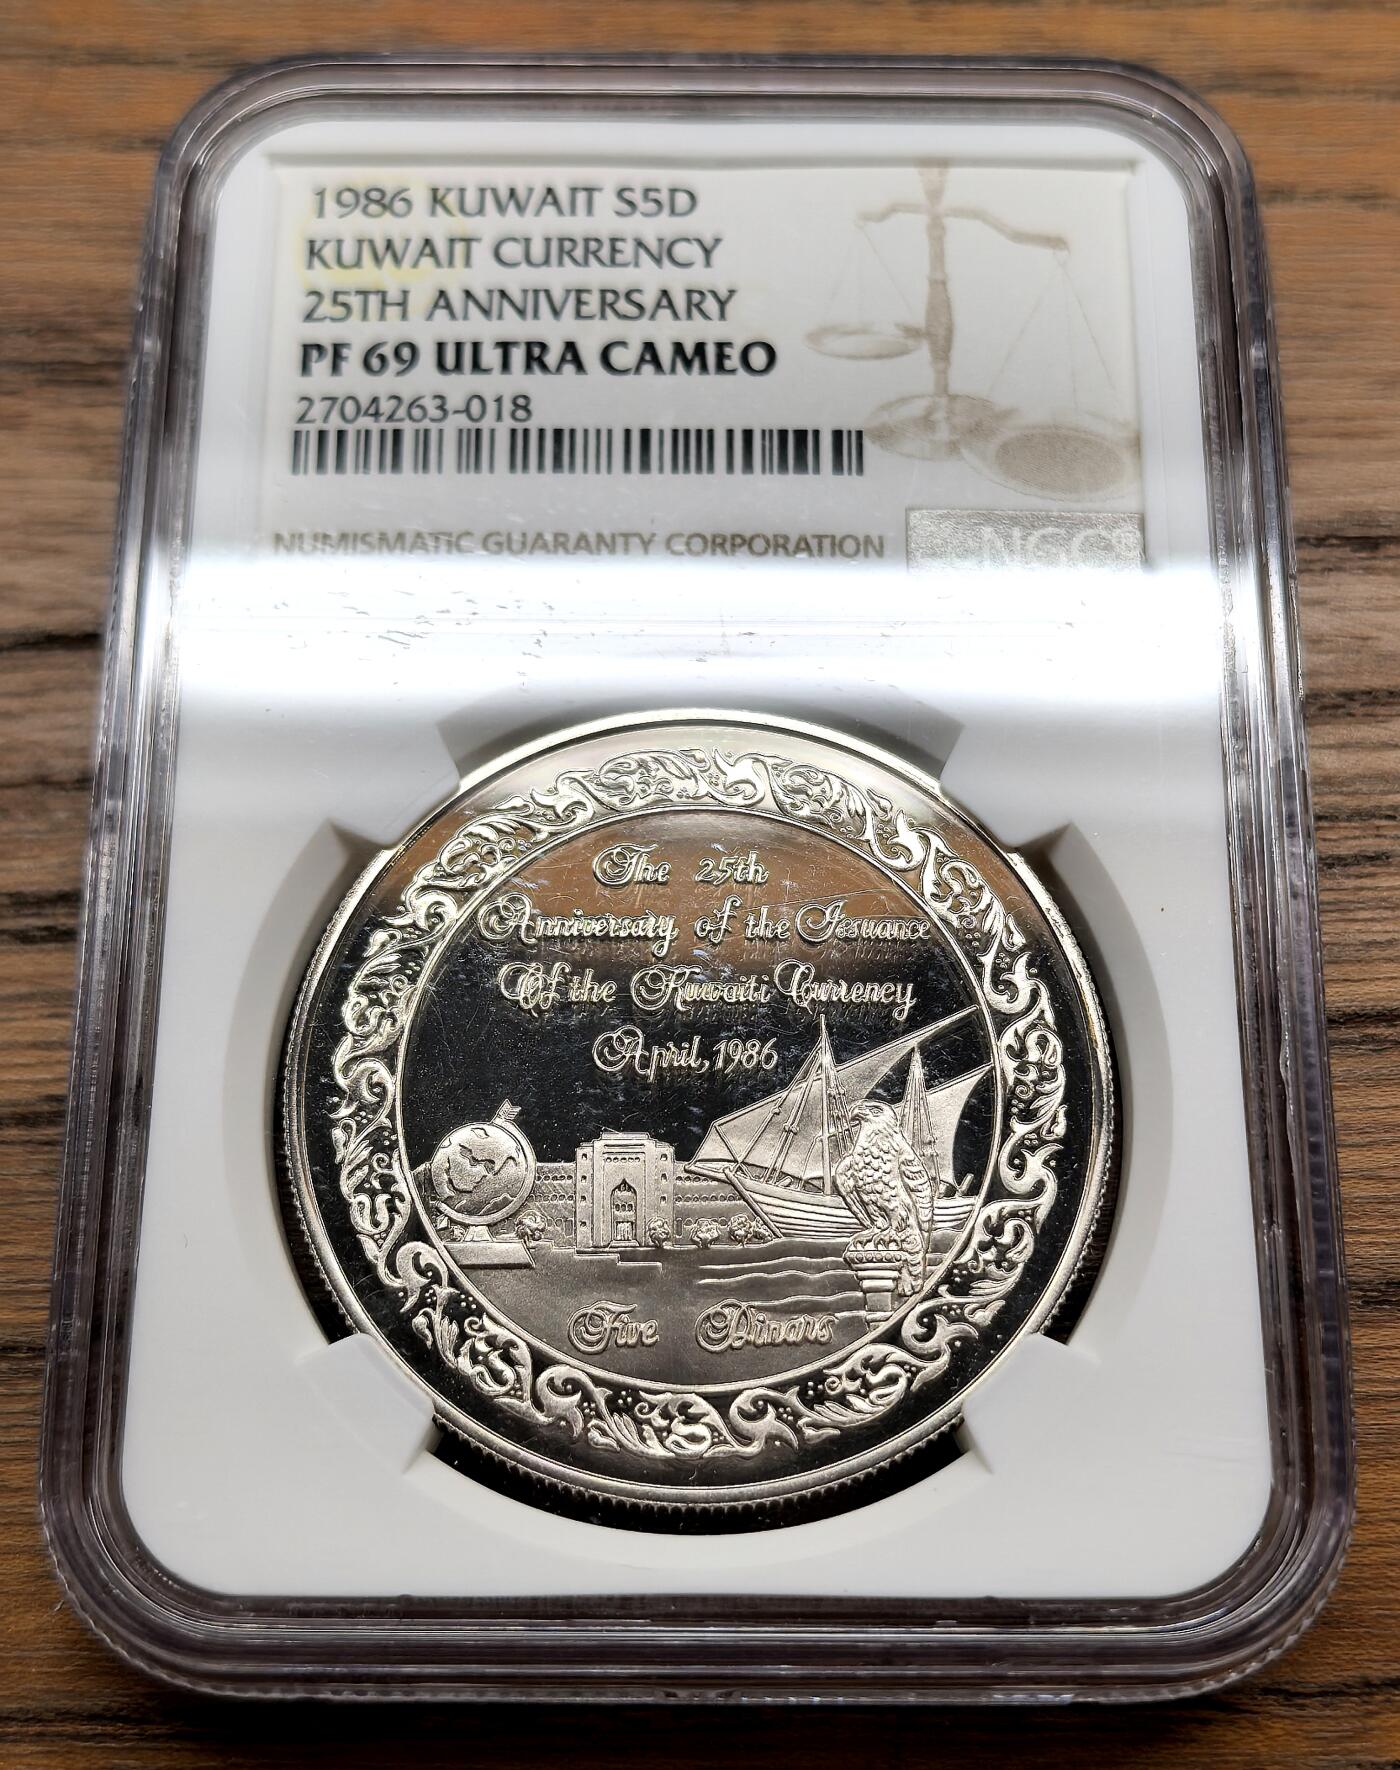 1986 KUWAIT S5D
KUWAIT CURRENCY
25TH ANNIVERSARY
PF 69 ULTRA CAMEO
2704263-018
NUMISMATIC GUARANTY CORPORATION
NGC®
The 25th
Anniversary of the Issuance
Of the Kuwaiti Currency
April, 1986
Five Dinars